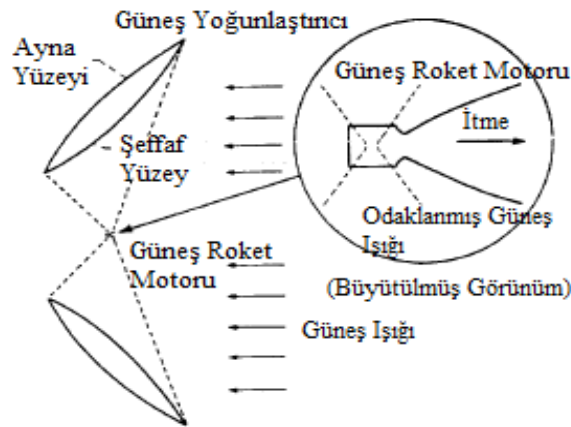 Güneş Yoğunlaştırıcı
Ayna
Yüzeyi
Şeffaf
Yüzey
Güneş Roket Motoru
İtme
Odaklanmış Güneş
Işığı
(Büyütülmüş Görünüm)
Güneş Roket
Motoru
Güneş Işığı